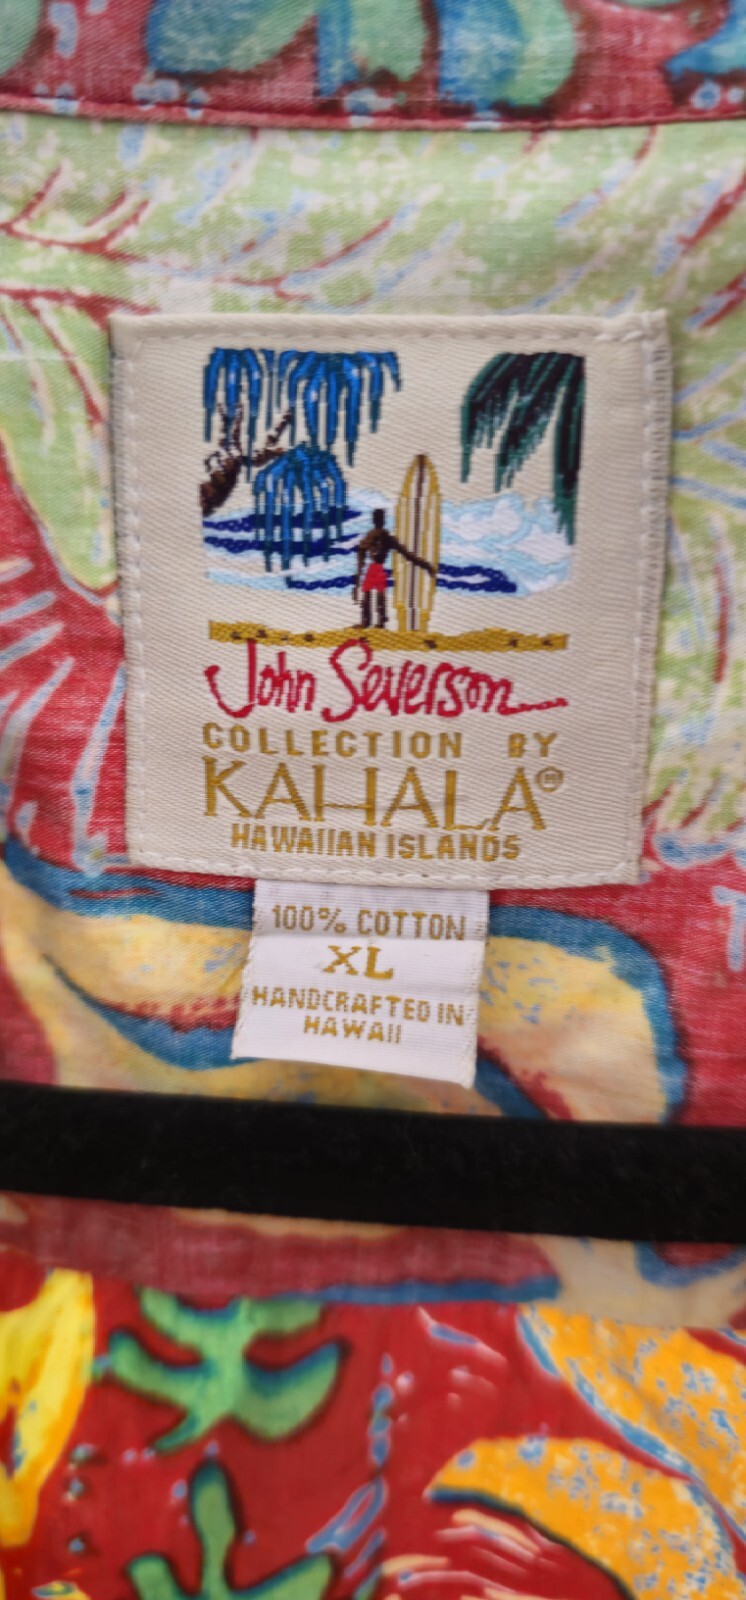 John Severson
COLLECTION BY
KAHALA
HAWAIIAN ISLANDS
100% COTTON
XL
HANDCRAFTED IN
HAWAII